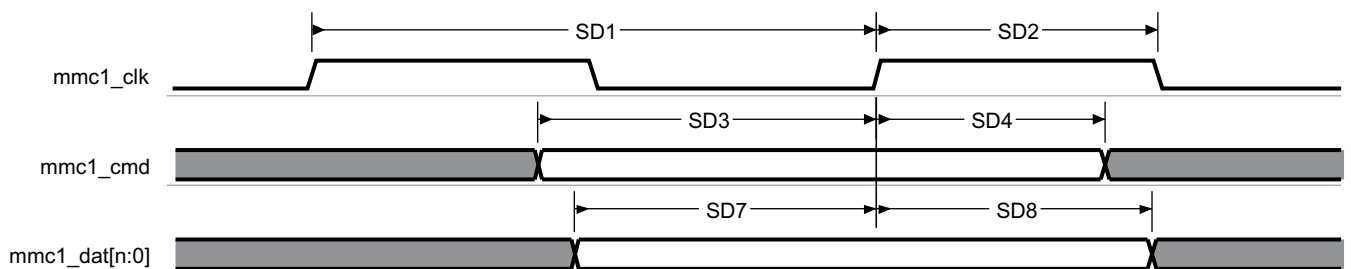 SD1 SD2
mmc1_clk
SD3 SD4
mmc1_cmd
SD7 SD8
mmc1_dat[n:0]